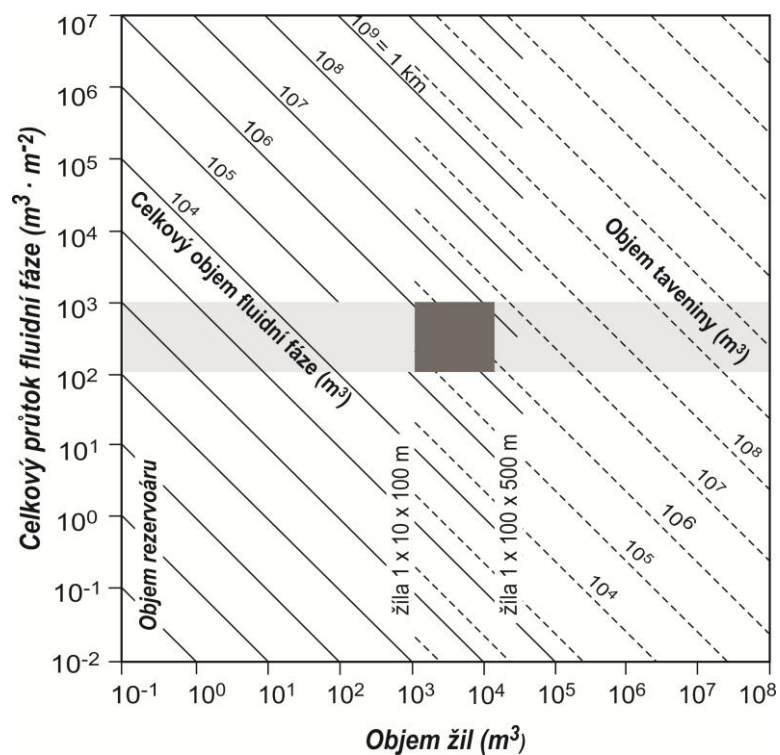 10⁷
10⁶
10⁵
10⁴
10³
10²
10¹
10⁰
10⁻¹
10⁻²
Celkový průtok fluidní fáze (m³ · m⁻²)
10⁹ = 1 km
10⁸
10⁷
10⁶
10⁵
10⁴
Celkový objem fluidní fáze (m³)
Objem taveniny (m³)
Objem rezervoáru
žíla 1 x 10 x 100 m
žíla 1 x 100 x 500 m
10⁸
10⁷
10⁶
10⁵
10⁴
10⁻¹ 10⁰ 10¹ 10² 10³ 10⁴ 10⁵ 10⁶ 10⁷ 10⁸
Objem žil (m³)